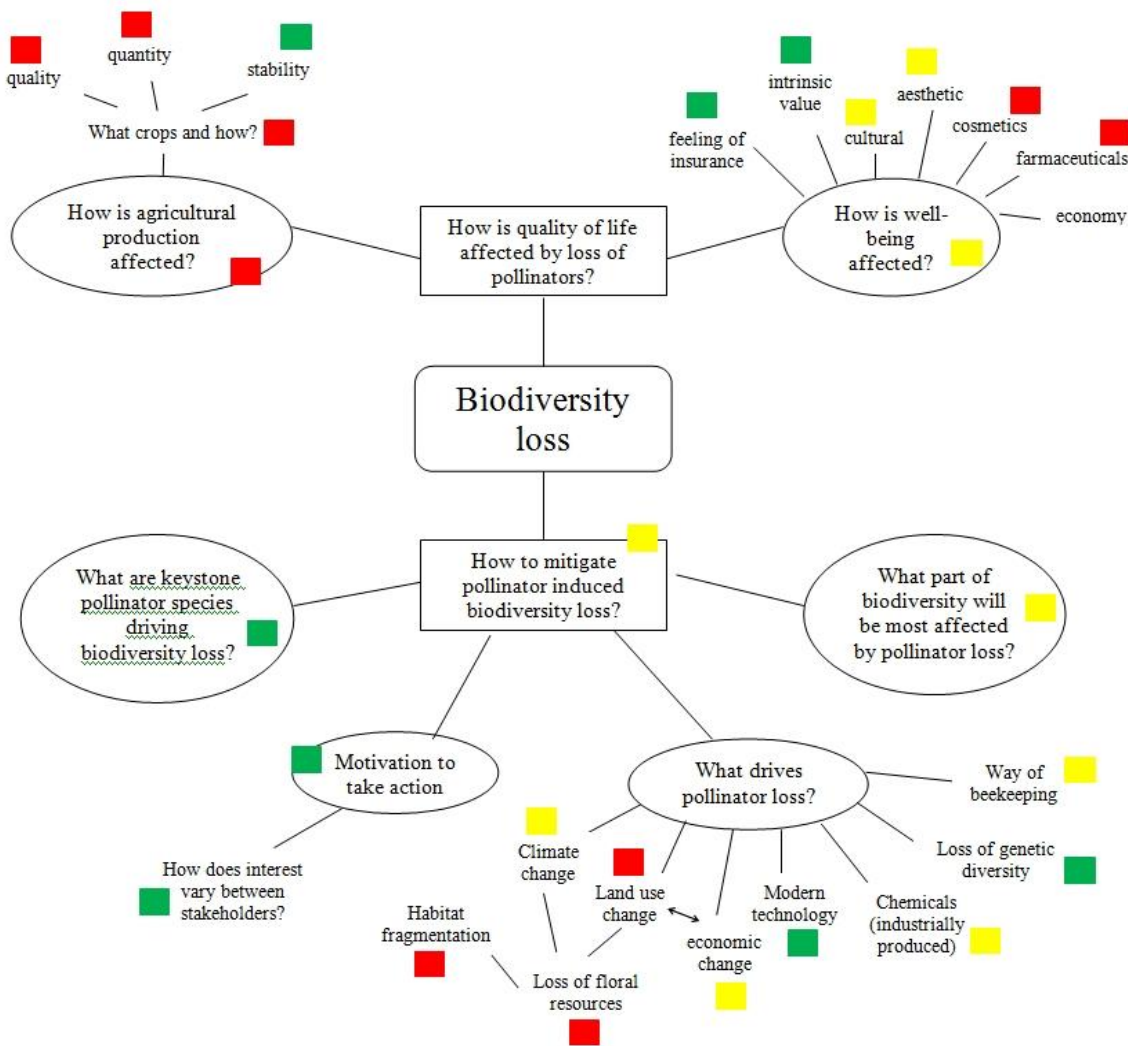 quality
quantity
stability
What crops and how?
How is agricultural
production
affected?
How is quality of life
affected by loss of
pollinators?
feeling of
insurance
intrinsic
value
cultural
aesthetic
cosmetics
farmaceuticals
economy
How is well-
being
affected?
Biodiversity
loss
What are keystone
pollinator species
driving
biodiversity loss?
How to mitigate
pollinator induced
biodiversity loss?
What part of
biodiversity will
be most affected
by pollinator loss?
Motivation to
take action
How does interest
vary between
stakeholders?
What drives
pollinator loss?
Way of
beekeeping
Loss of genetic
diversity
Chemicals
(industrially
produced)
Modern
technology
economic
change
Land use
change
Climate
change
Habitat
fragmentation
Loss of floral
resources